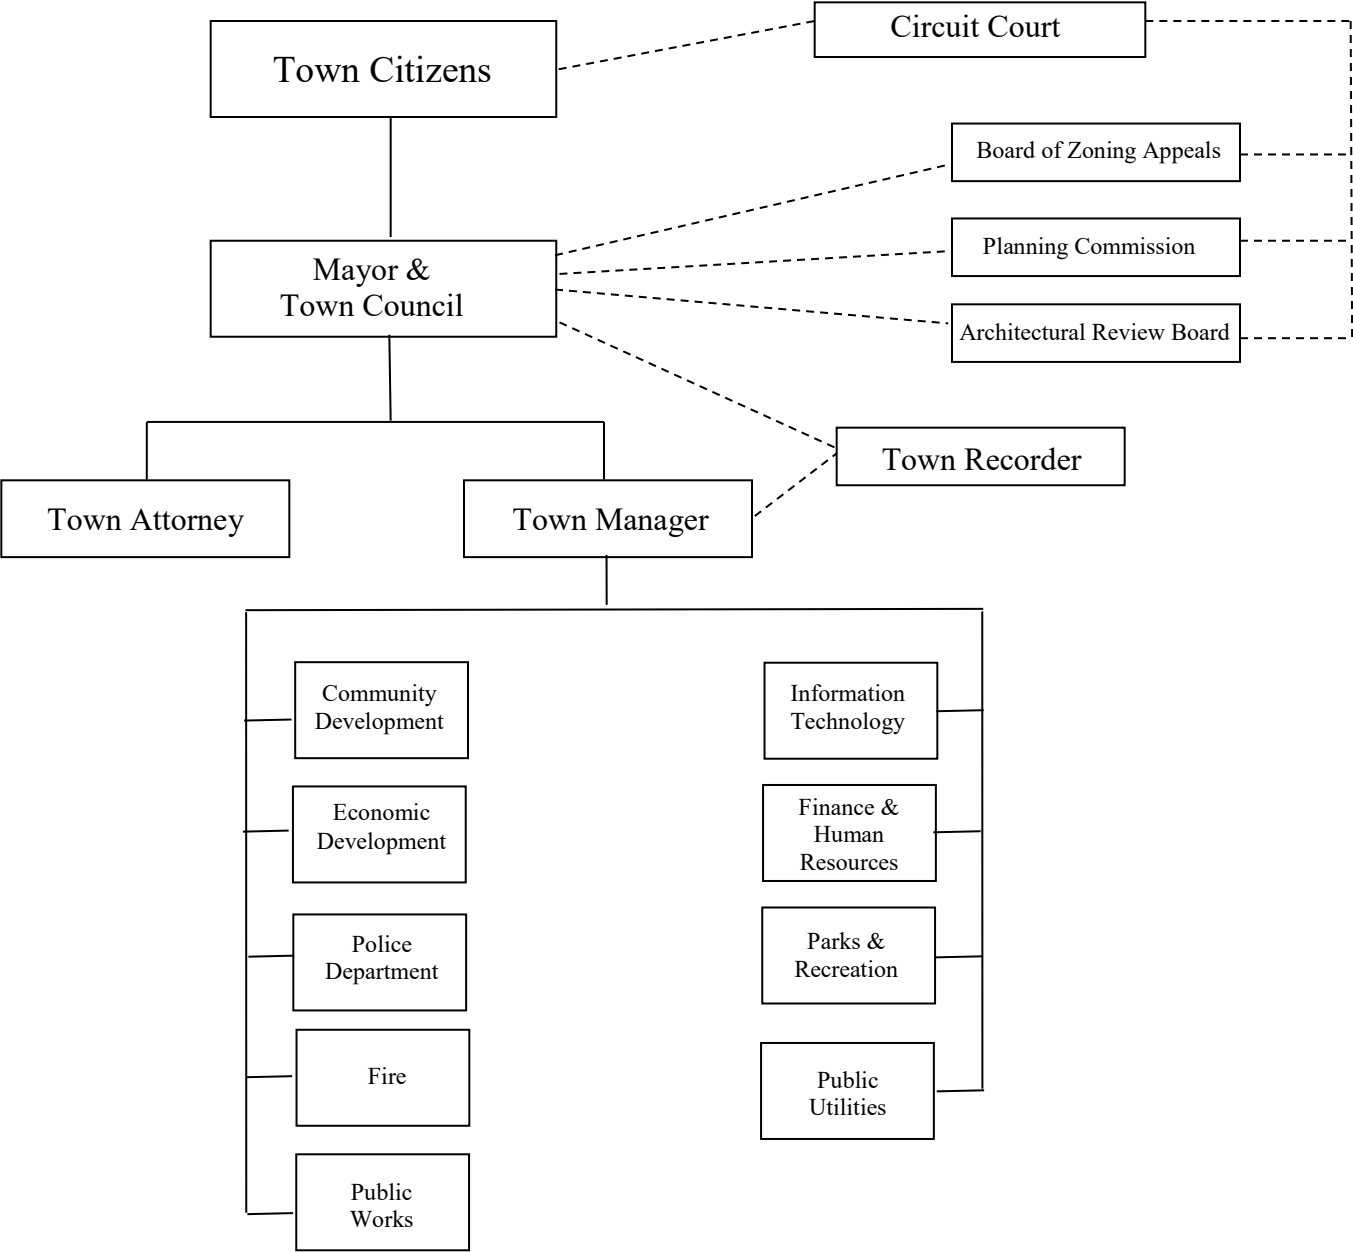 Circuit Court
Town Citizens
Board of Zoning Appeals
Planning Commission
Mayor &
Town Council
Architectural Review Board
Town Recorder
Town Attorney
Town Manager
Community
Development
Information
Technology
Economic
Development
Finance &
Human
Resources
Police
Department
Parks &
Recreation
Fire
Public
Utilities
Public
Works